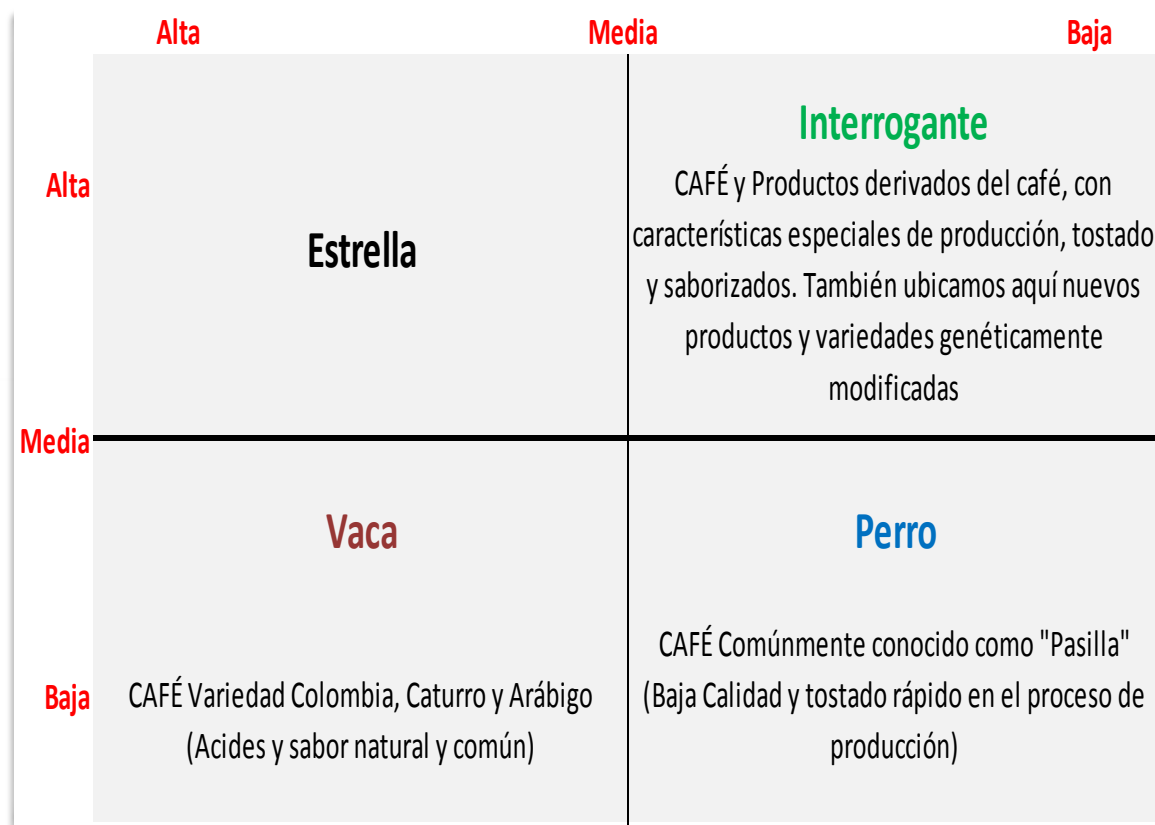 Alta Media Baja
Interrogante
Alta
CAFÉ y Productos derivados del café, con
características especiales de producción, tostado
y saborizados. También ubicamos aquí nuevos
productos y variedades genéticamente
modificadas
Estrella
Media
Vaca
Perro
Baja
CAFÉ Variedad Colombia, Caturro y Arábigo
(Acides y sabor natural y común)
CAFÉ Comúnmente conocido como "Pasilla"
(Baja Calidad y tostado rápido en el proceso de
producción)